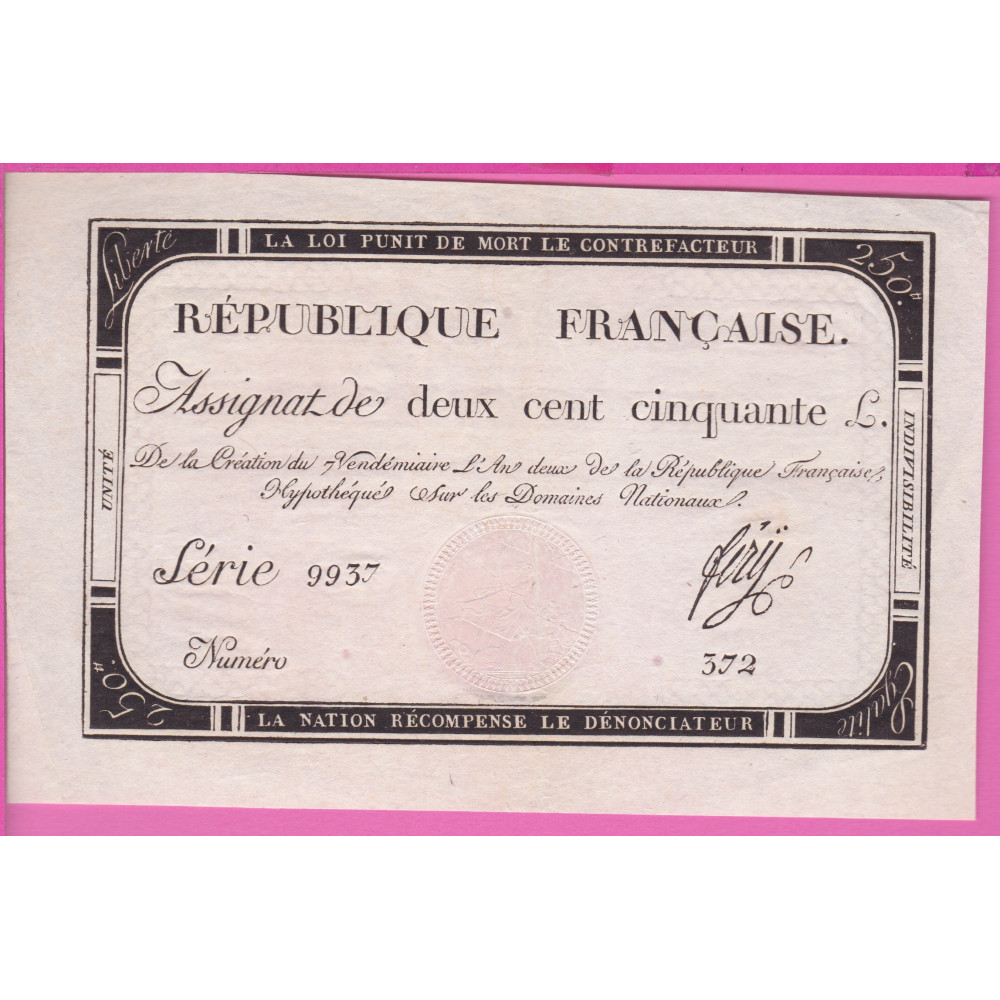 Liberté
LA LOI PUNIT DE MORT LE CONTREFACTEUR
250.ᵗᵗ
RÉPUBLIQUE FRANÇAISE.
Assignat de deux cent cinquante L.
De la Création du 7 Vendémiaire L'An deux de la République Française,
Hypothéqué Sur les Domaines Nationaux.
UNITÉ
INDIVISIBILITÉ
Série 9937
Numéro
372
250.ᵗᵗ
LA NATION RÉCOMPENSE LE DÉNONCIATEUR
Egalité